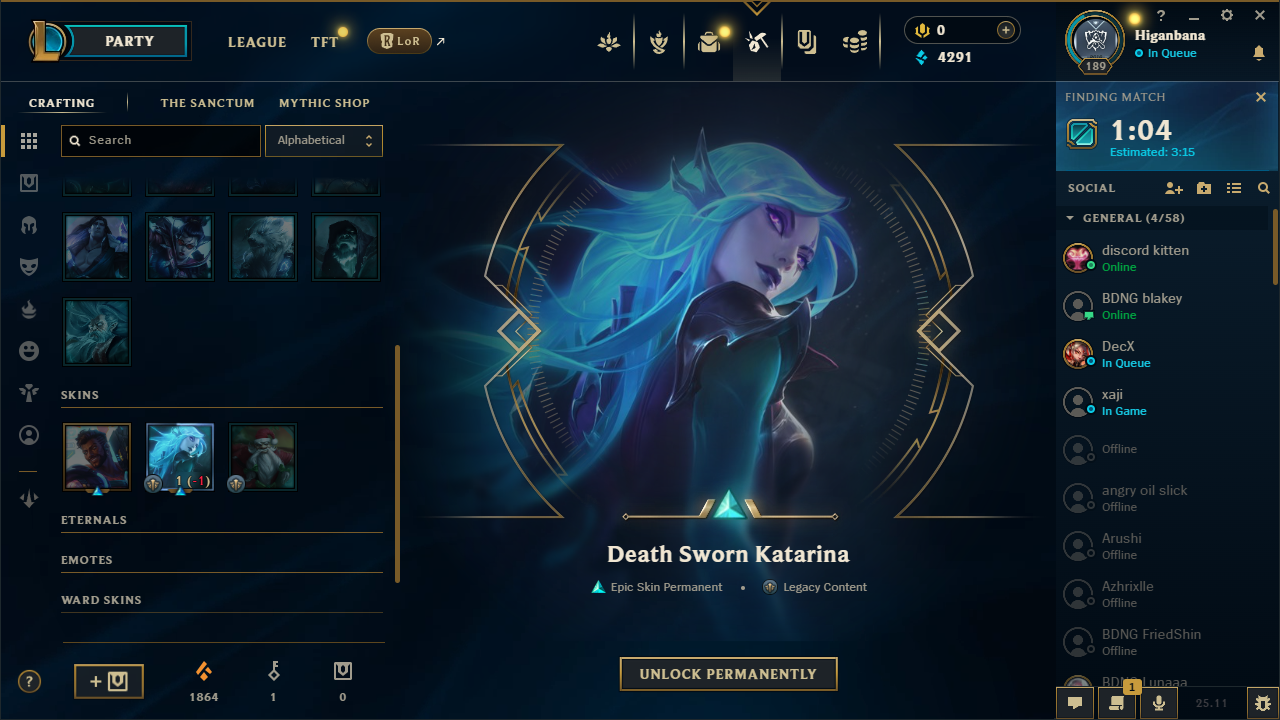 PARTY
LEAGUE
TFT
R LoR
0
4291
?
Higanbana
In Queue
189
CRAFTING
THE SANCTUM
MYTHIC SHOP
Search
Alphabetical
SKINS
1 (-1)
ETERNALS
EMOTES
WARD SKINS
?
1864
1
0
Death Sworn Katarina
Epic Skin Permanent • Legacy Content
UNLOCK PERMANENTLY
FINDING MATCH
1:04
Estimated: 3:15
SOCIAL
GENERAL (4/58)
discord kitten
Online
BDNG blakey
Online
DecX
In Queue
xaji
In Game
Offline
angry oil slick
Offline
Arushi
Offline
Azhrixlle
Offline
BDNG FriedShin
Offline
BDNG Lunaaa
1
25.11